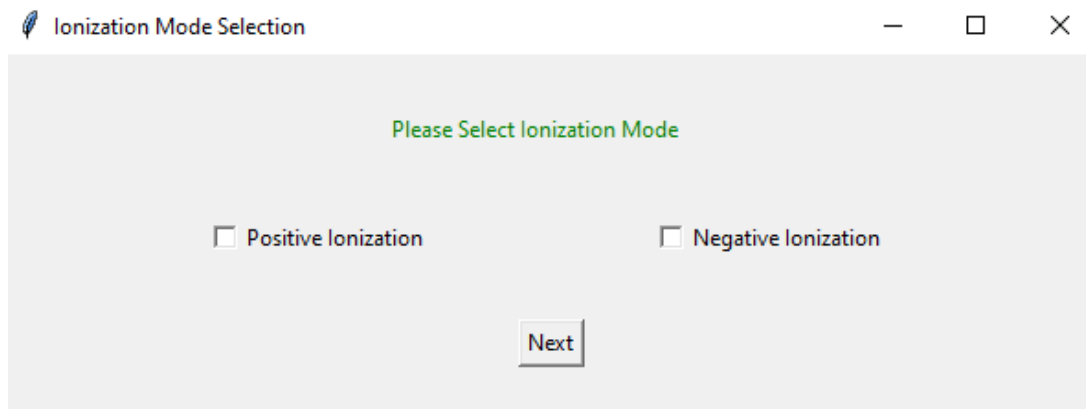 Ionization Mode Selection
Please Select Ionization Mode
Positive Ionization
Negative Ionization
Next